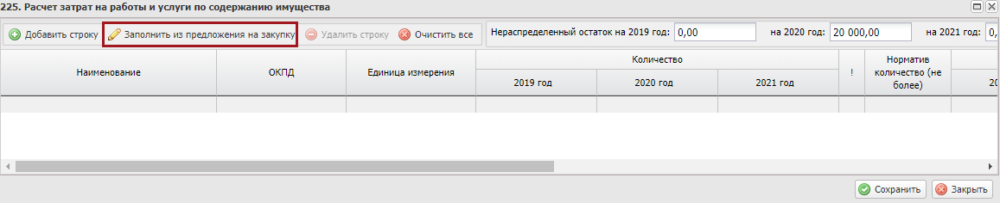 225. Расчет затрат на работы и услуги по содержанию имущества
Добавить строку Заполнить из предложения на закупку Удалить строку Очистить все Нераспределенный остаток на 2019 год: 0,00 на 2020 год: 20 000,00 на 2021 год: 0,
Наименование ОКПД Единица измерения Количество ! Норматив количество (не более)
2019 год 2020 год 2021 год 20
Сохранить Закрыть